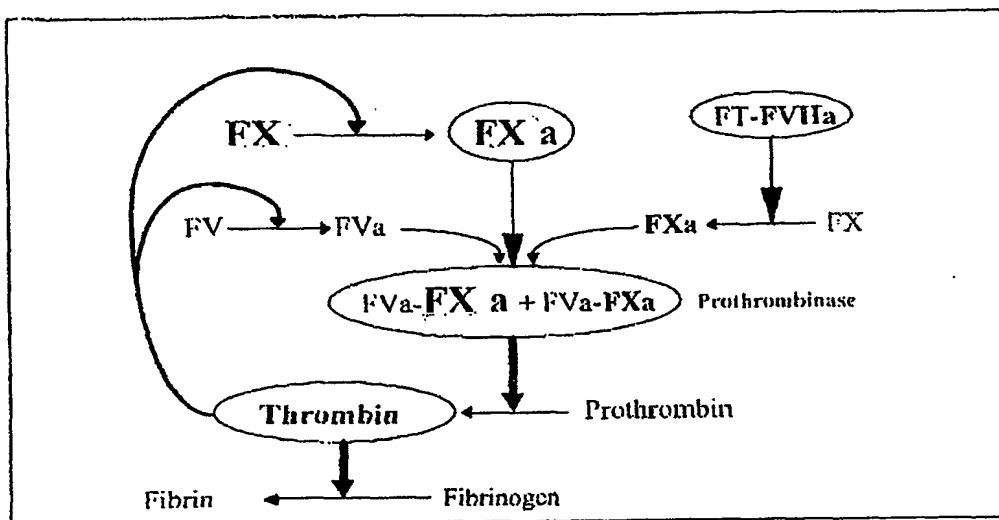 FX FX a FT-FVIIa
FV FVa FXa FX
FVa-FX a + FVa-FXa Prothrombinase
Thrombin Prothrombin
Fibrin Fibrinogen